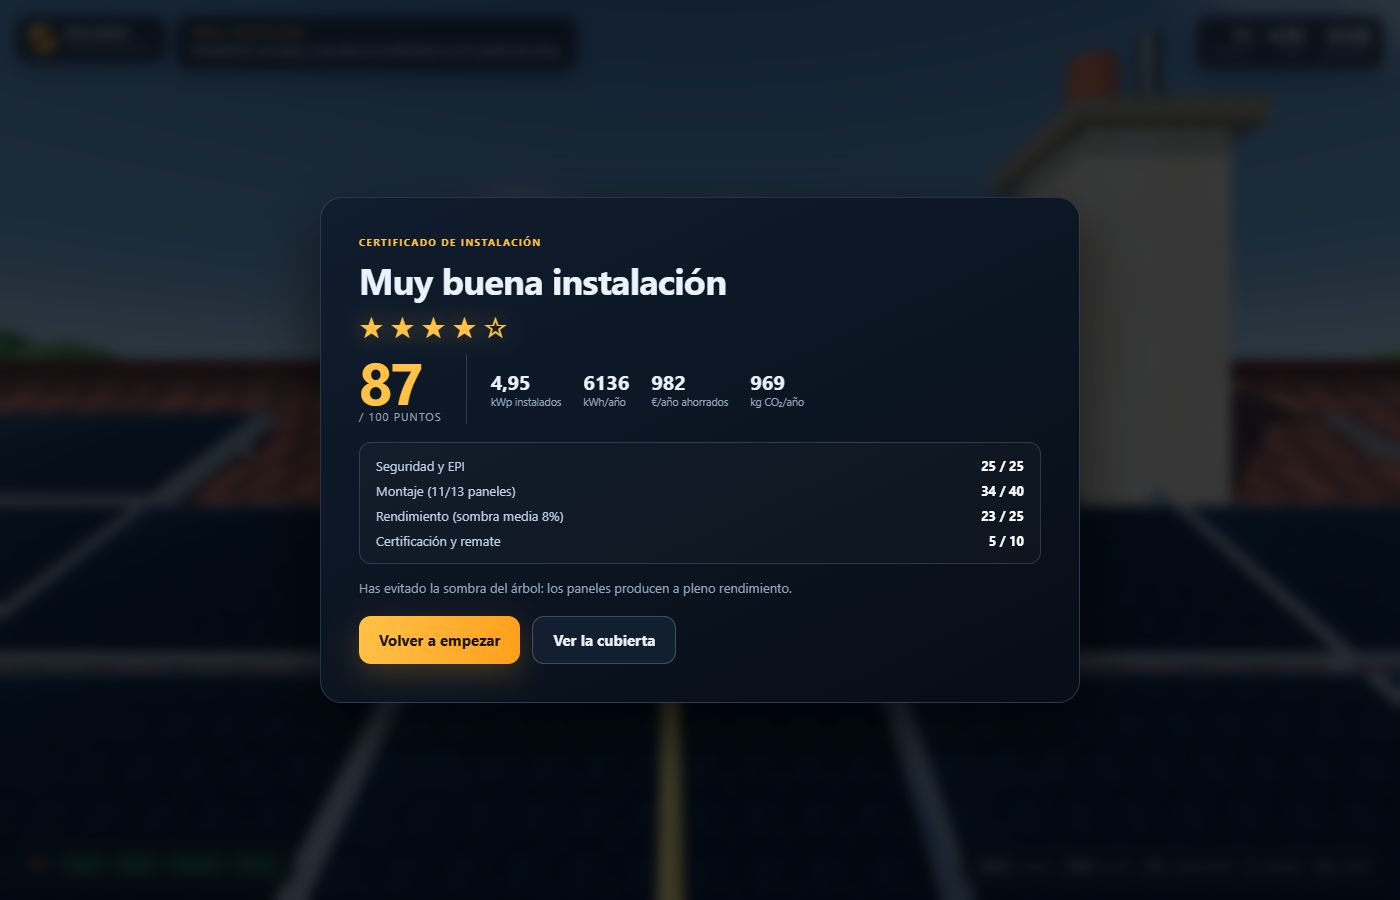 CERTIFICADO DE INSTALACIÓN
Muy buena instalación
★★★★☆
87
/ 100 PUNTOS
4,95
kWp instalados
6136
kWh/año
982
€/año ahorrados
969
kg CO₂/año
Seguridad y EPI 25 / 25
Montaje (11/13 paneles) 34 / 40
Rendimiento (sombra media 8%) 23 / 25
Certificación y remate 5 / 10
Has evitado la sombra del árbol: los paneles producen a pleno rendimiento.
Volver a empezar
Ver la cubierta